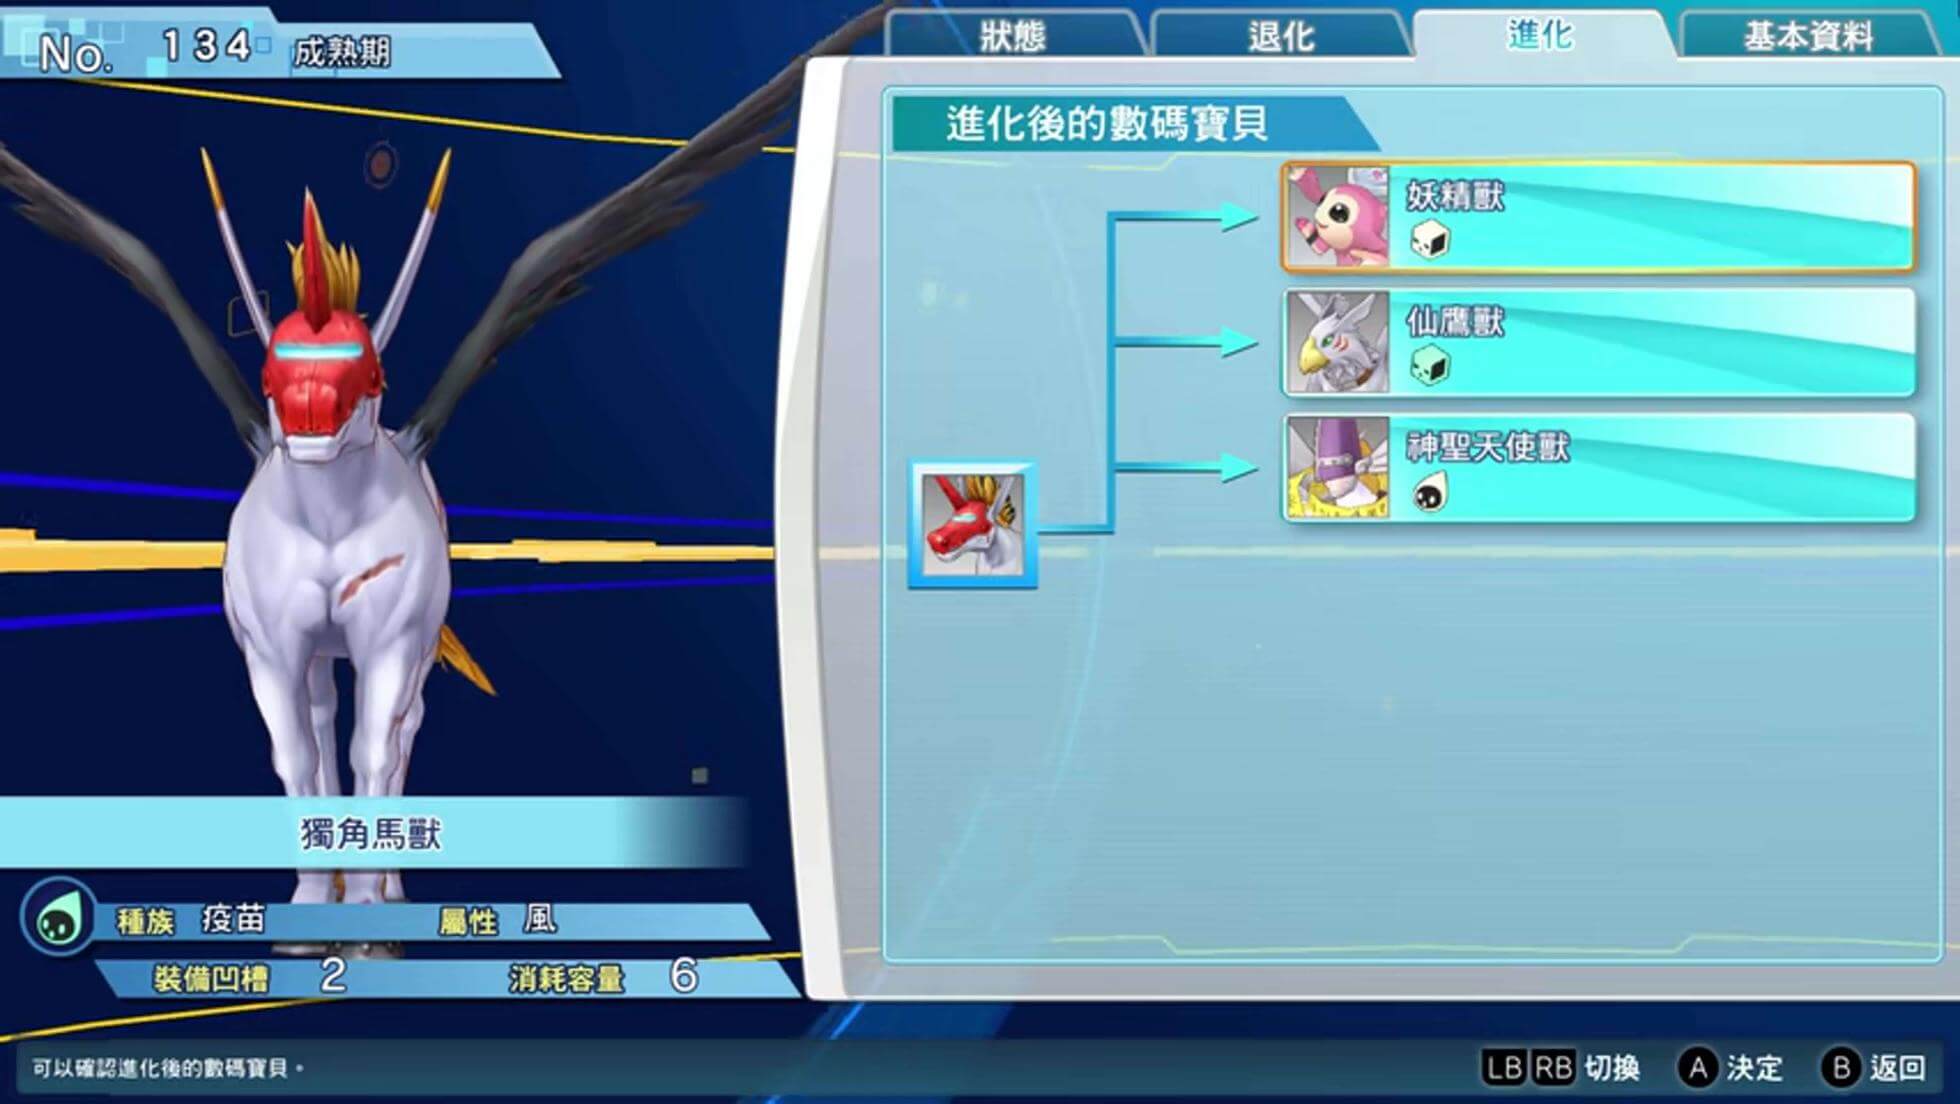 No. 134 成熟期
狀態 退化 進化 基本資料
進化後的數碼寶貝
妖精獸
仙鷹獸
神聖天使獸
獨角馬獸
種族 疫苗 屬性 風
裝備凹槽 2 消耗容量 6
可以確認進化後的數碼寶貝。
LB RB 切換 A 決定 B 返回